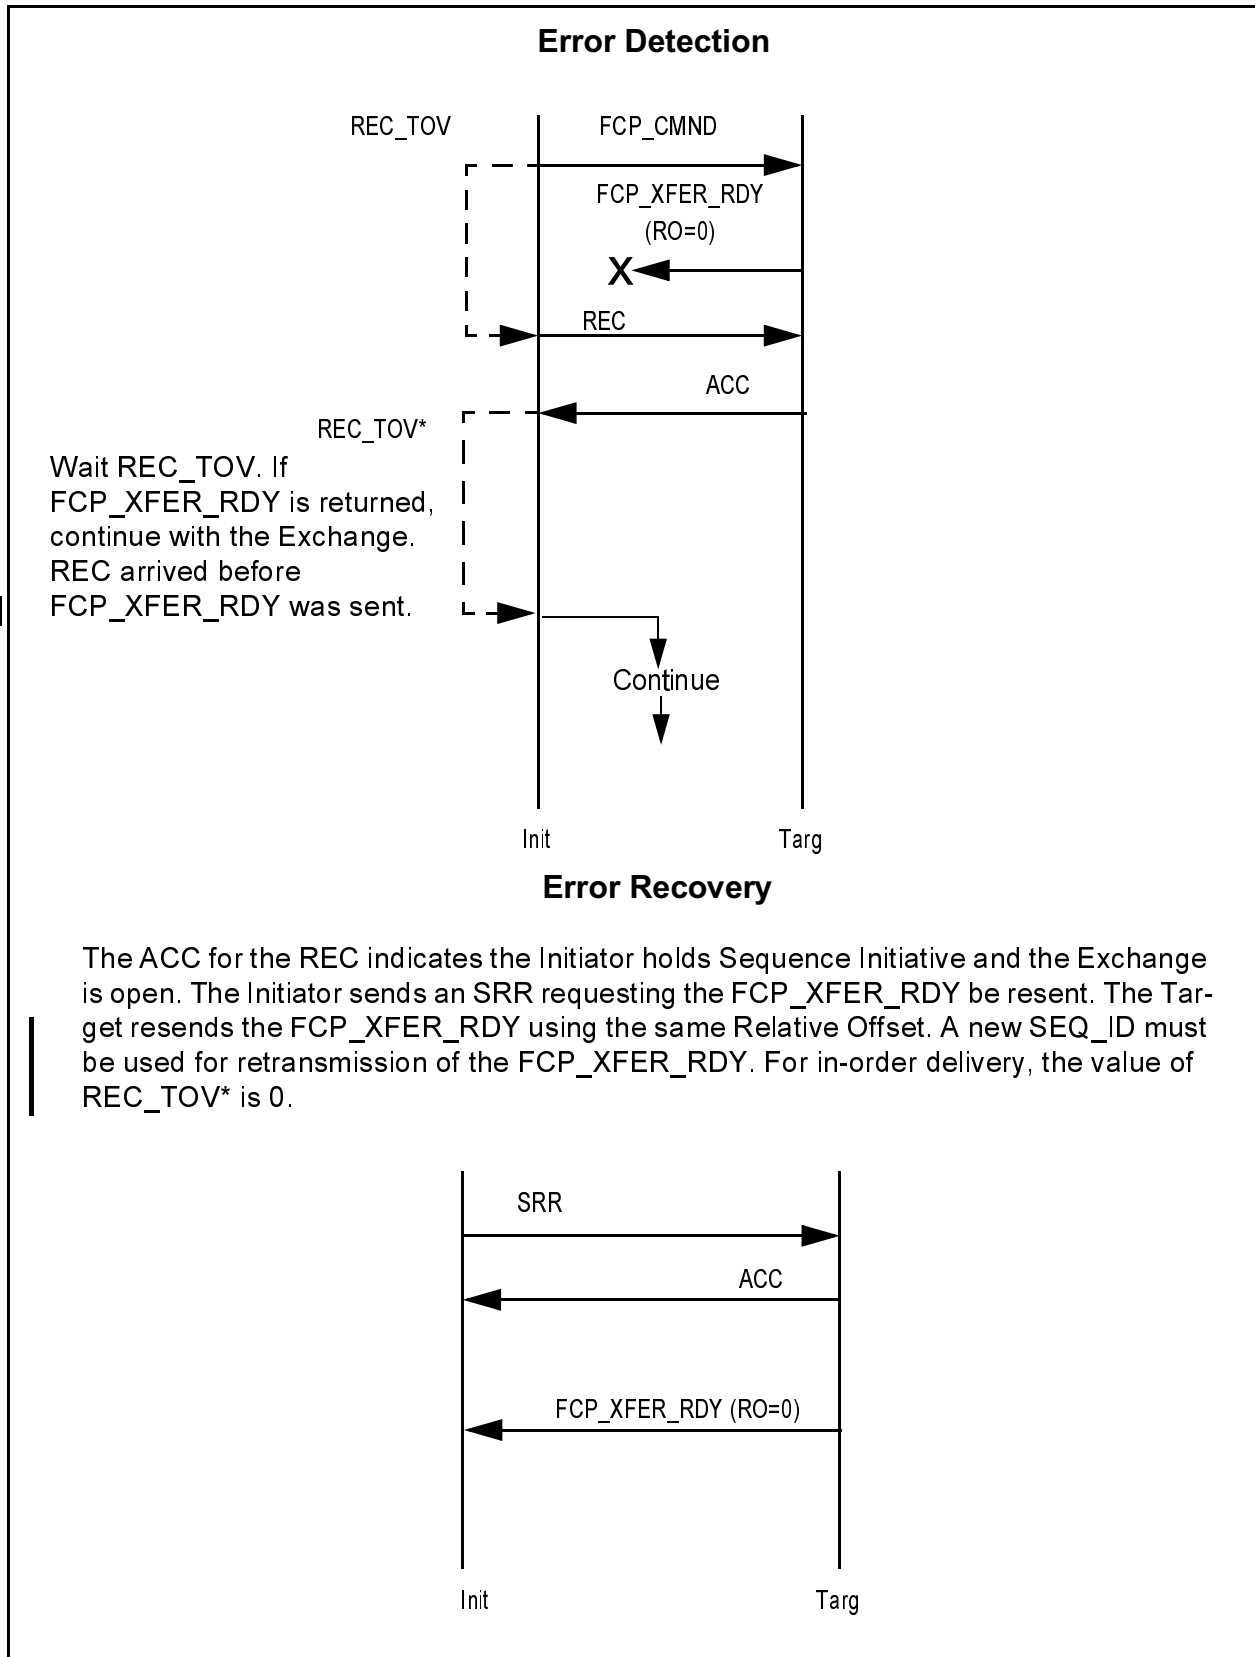 Error Detection
REC_TOV
FCP_CMND
FCP_XFER_RDY
(RO=0)
X
REC
ACC
REC_TOV*
Wait REC_TOV. If
FCP_XFER_RDY is returned,
continue with the Exchange.
REC arrived before
FCP_XFER_RDY was sent.
Continue
Init
Targ
Error Recovery
The ACC for the REC indicates the Initiator holds Sequence Initiative and the Exchange
is open. The Initiator sends an SRR requesting the FCP_XFER_RDY be resent. The Tar-
get resends the FCP_XFER_RDY using the same Relative Offset. A new SEQ_ID must
be used for retransmission of the FCP_XFER_RDY. For in-order delivery, the value of
REC_TOV* is 0.
SRR
ACC
FCP_XFER_RDY (RO=0)
Init
Targ